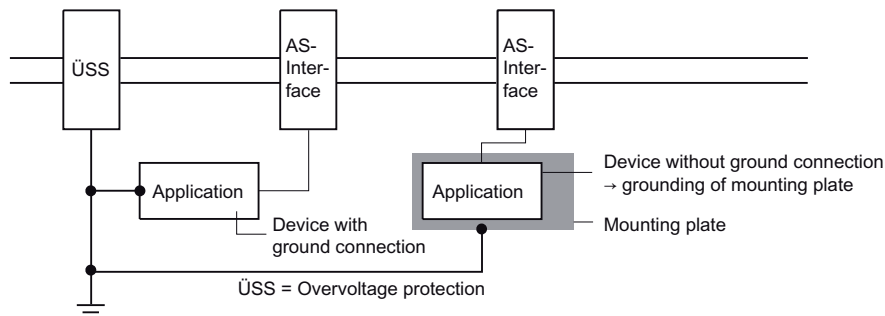 ÜSS
AS-
Inter-
face
AS-
Inter-
face
Application
Application
Device without ground connection
→ grounding of mounting plate
Mounting plate
Device with
ground connection
ÜSS = Overvoltage protection